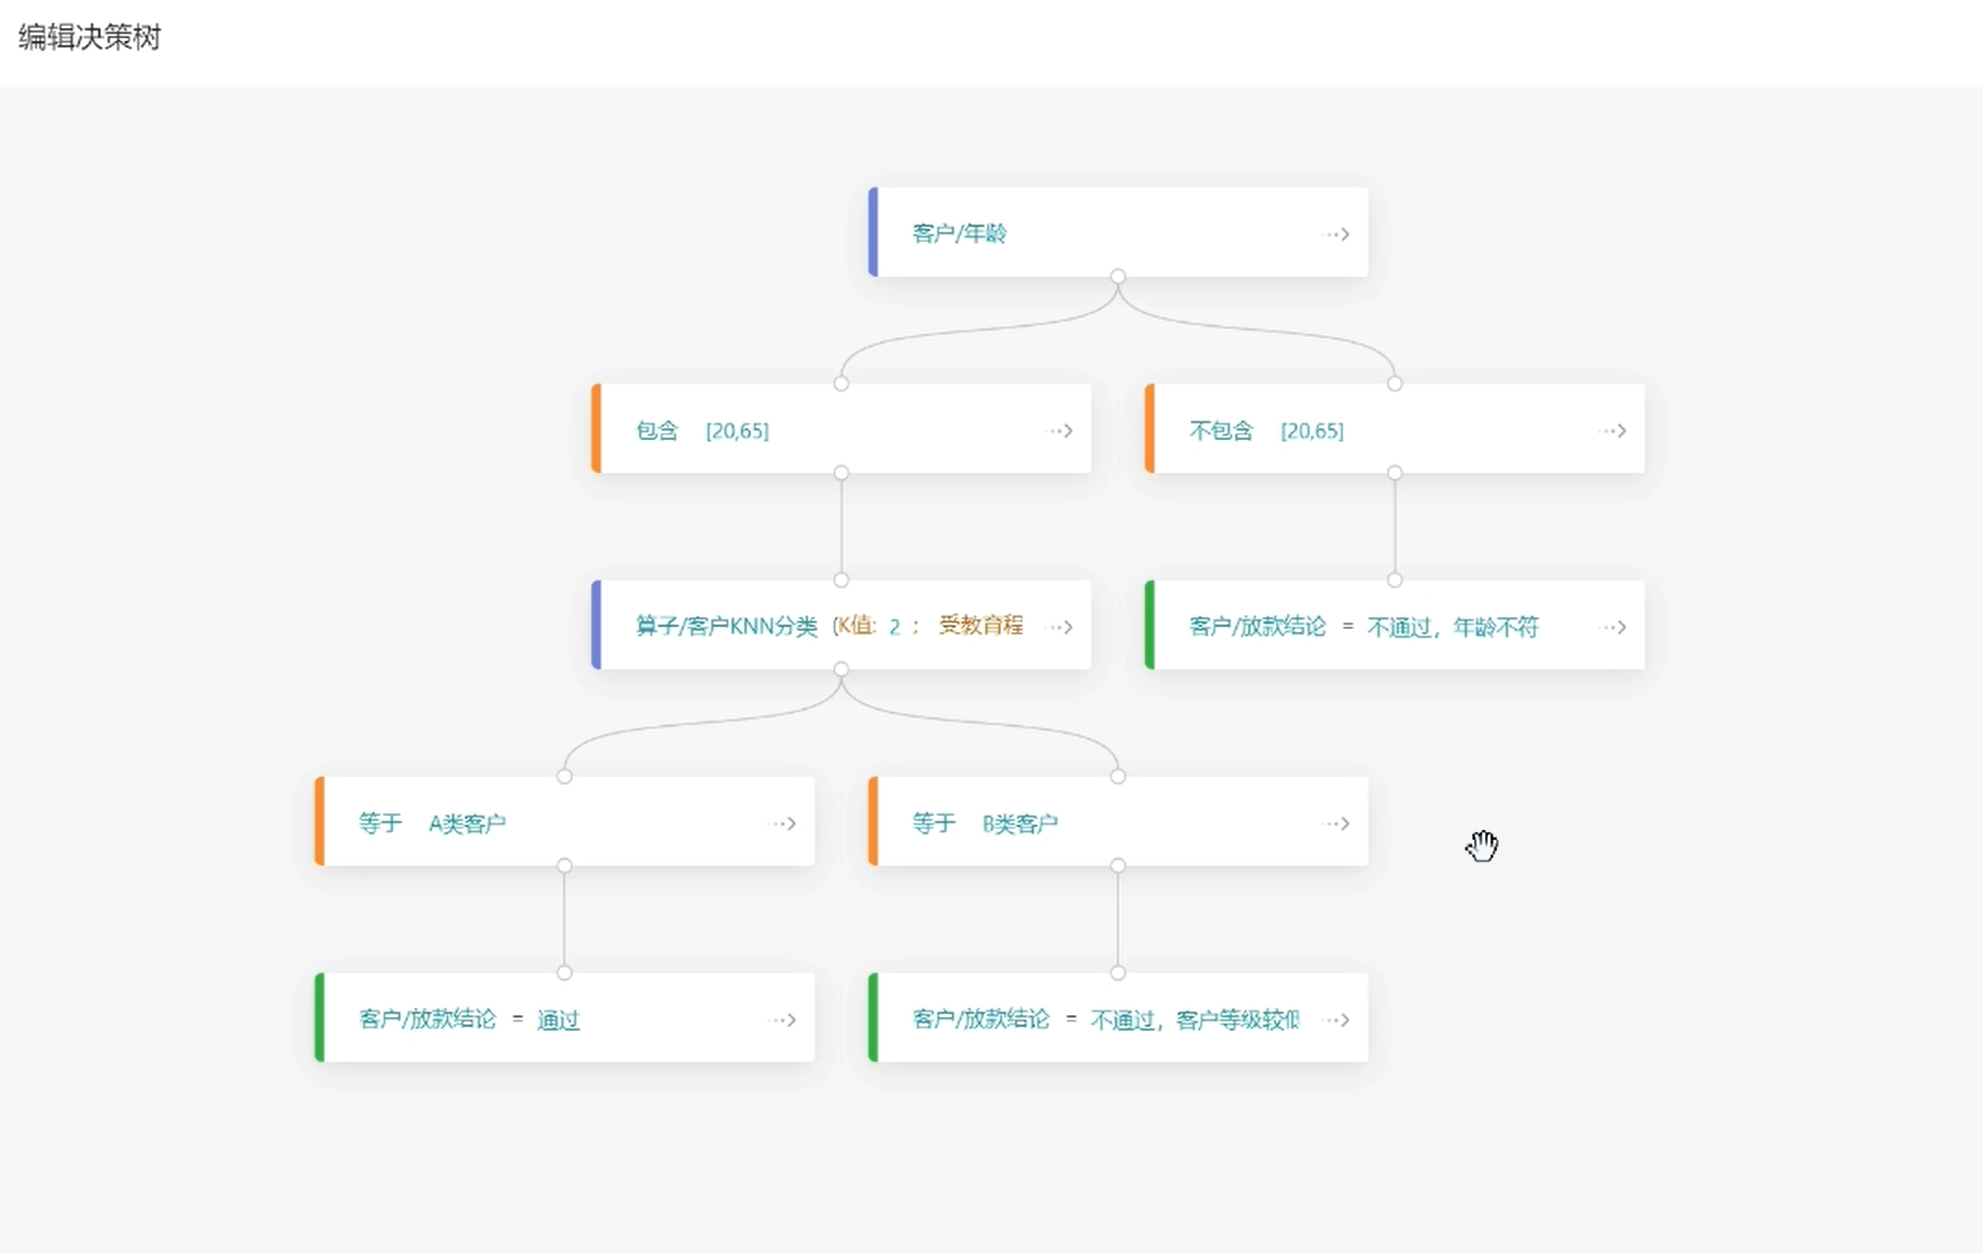 编辑决策树
客户/年龄
包含 [20,65]
不包含 [20,65]
算子/客户KNN分类 (K值: 2 ; 受教育程
客户/放款结论 = 不通过，年龄不符
等于 A类客户
等于 B类客户
客户/放款结论 = 通过
客户/放款结论 = 不通过，客户等级较